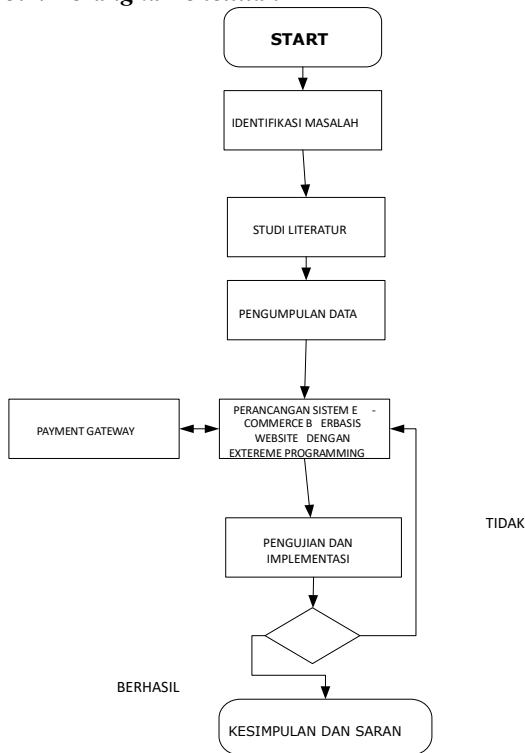 START
IDENTIFIKASI MASALAH
STUDI LITERATUR
PENGUMPULAN DATA
PERANCANGAN SISTEM E -
COMMERCE B ERBASIS
WEBSITE DENGAN
EXTEREME PROGRAMMING
PAYMENT GATEWAY
PENGUJIAN DAN
IMPLEMENTASI
TIDAK
BERHASIL
KESIMPULAN DAN SARAN